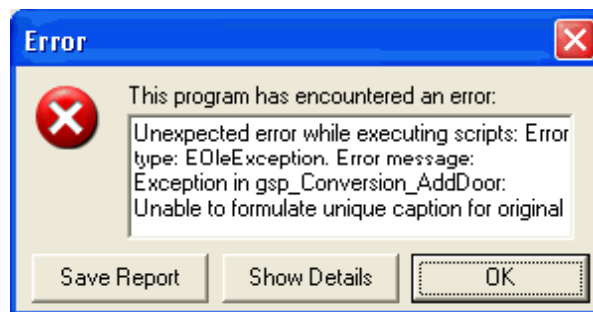 Error
This program has encountered an error:
Unexpected error while executing scripts: Error
type: EOleException. Error message:
Exception in gsp_Conversion_AddDoor:
Unable to formulate unique caption for original
Save Report
Show Details
OK